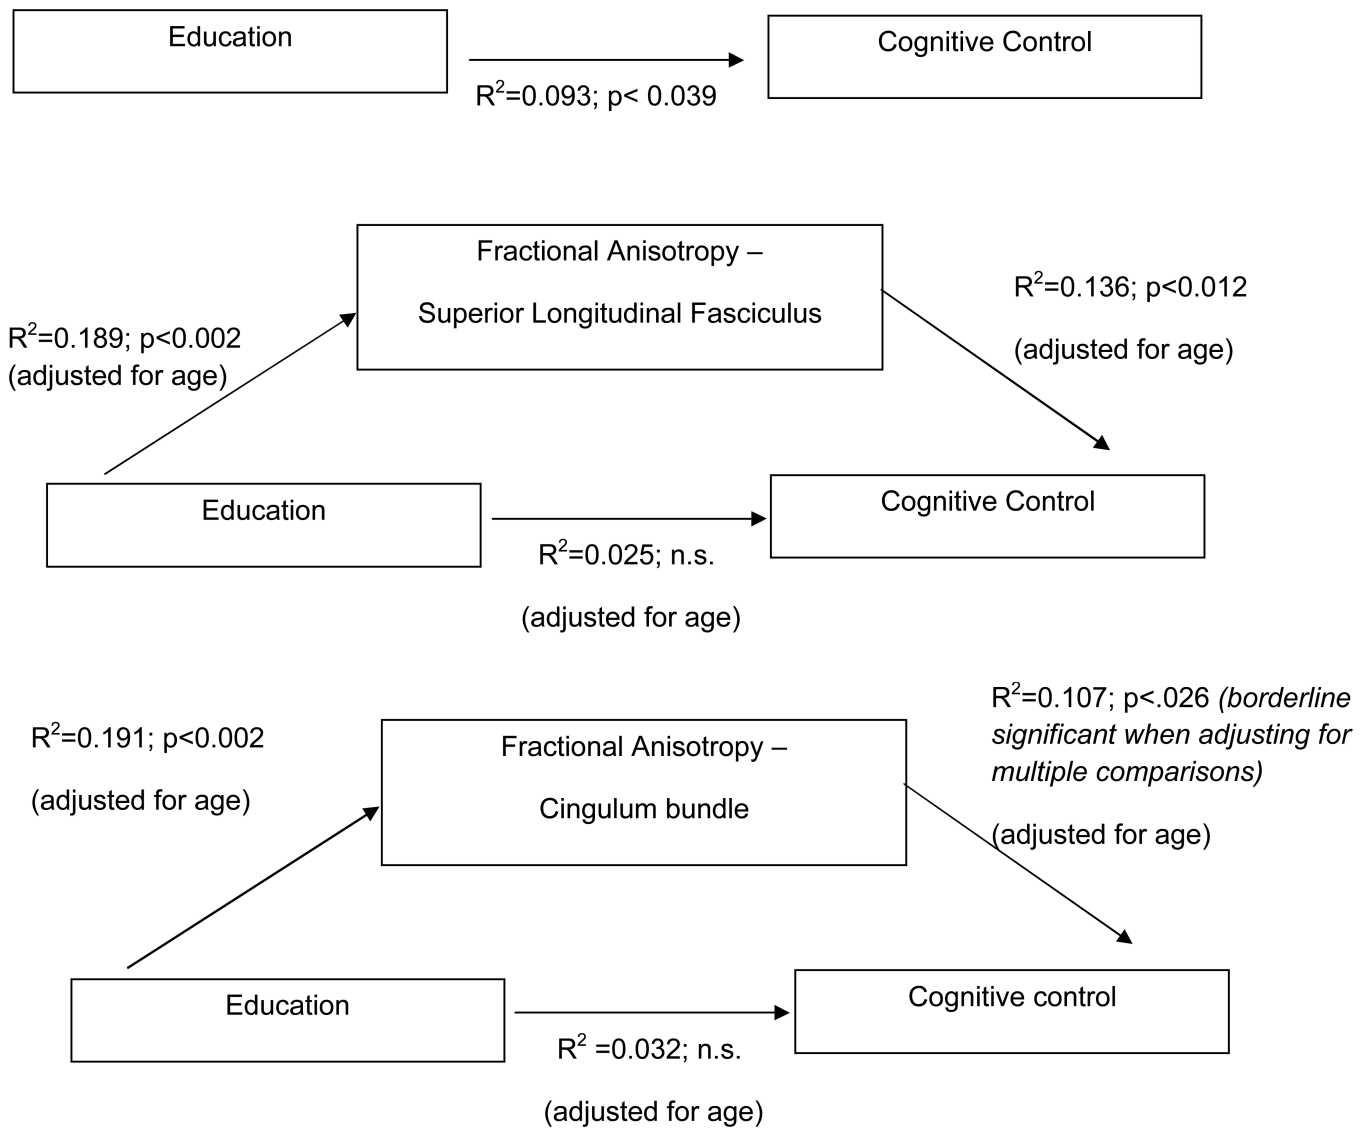 Education
Cognitive Control
R²=0.093; p< 0.039
Fractional Anisotropy –
Superior Longitudinal Fasciculus
R²=0.136; p<0.012
(adjusted for age)
R²=0.189; p<0.002
(adjusted for age)
Education
Cognitive Control
R²=0.025; n.s.
(adjusted for age)
R²=0.191; p<0.002
(adjusted for age)
Fractional Anisotropy –
Cingulum bundle
R²=0.107; p<.026 (borderline
significant when adjusting for
multiple comparisons)
(adjusted for age)
Education
Cognitive control
R² =0.032; n.s.
(adjusted for age)